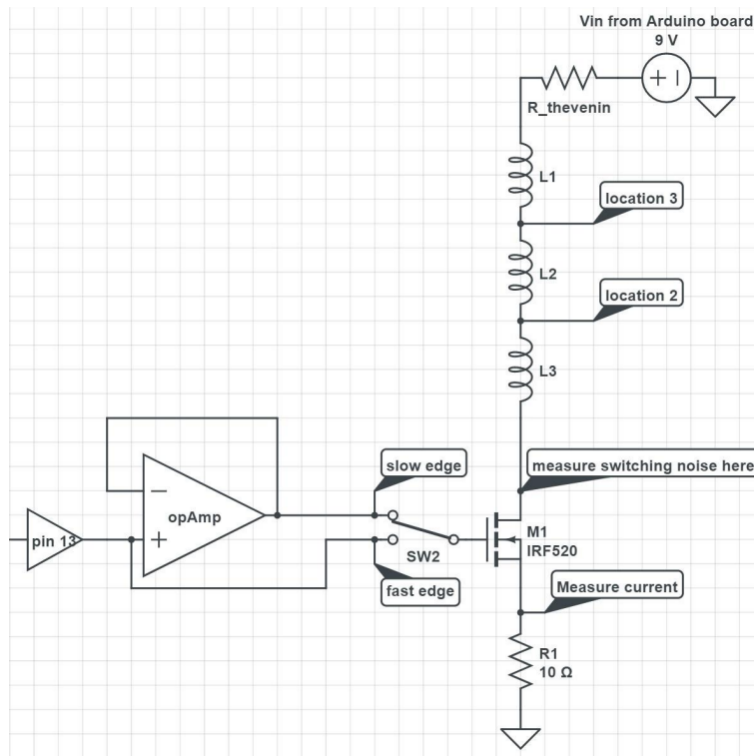 Vin from Arduino board
9 V
R_thevenin
L1
location 3
L2
location 2
L3
slow edge
measure switching noise here
opAmp
pin 13
M1
IRF520
SW2
fast edge
Measure current
R1
10 Ω